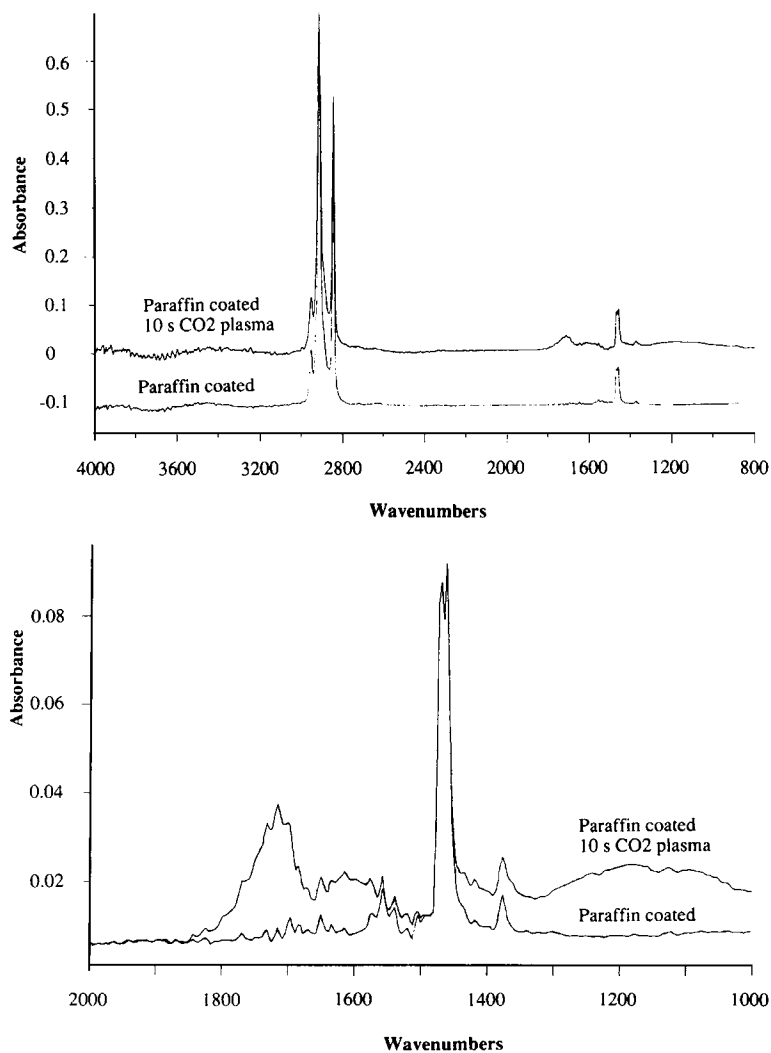 0.6
0.5
0.4
0.3
0.2
0.1
0
-0.1
Absorbance
Paraffin coated
10 s CO2 plasma
Paraffin coated
4000 3600 3200 2800 2400 2000 1600 1200 800
Wavenumbers
0.08
0.06
0.04
0.02
Absorbance
Paraffin coated
10 s CO2 plasma
Paraffin coated
2000 1800 1600 1400 1200 1000
Wavenumbers